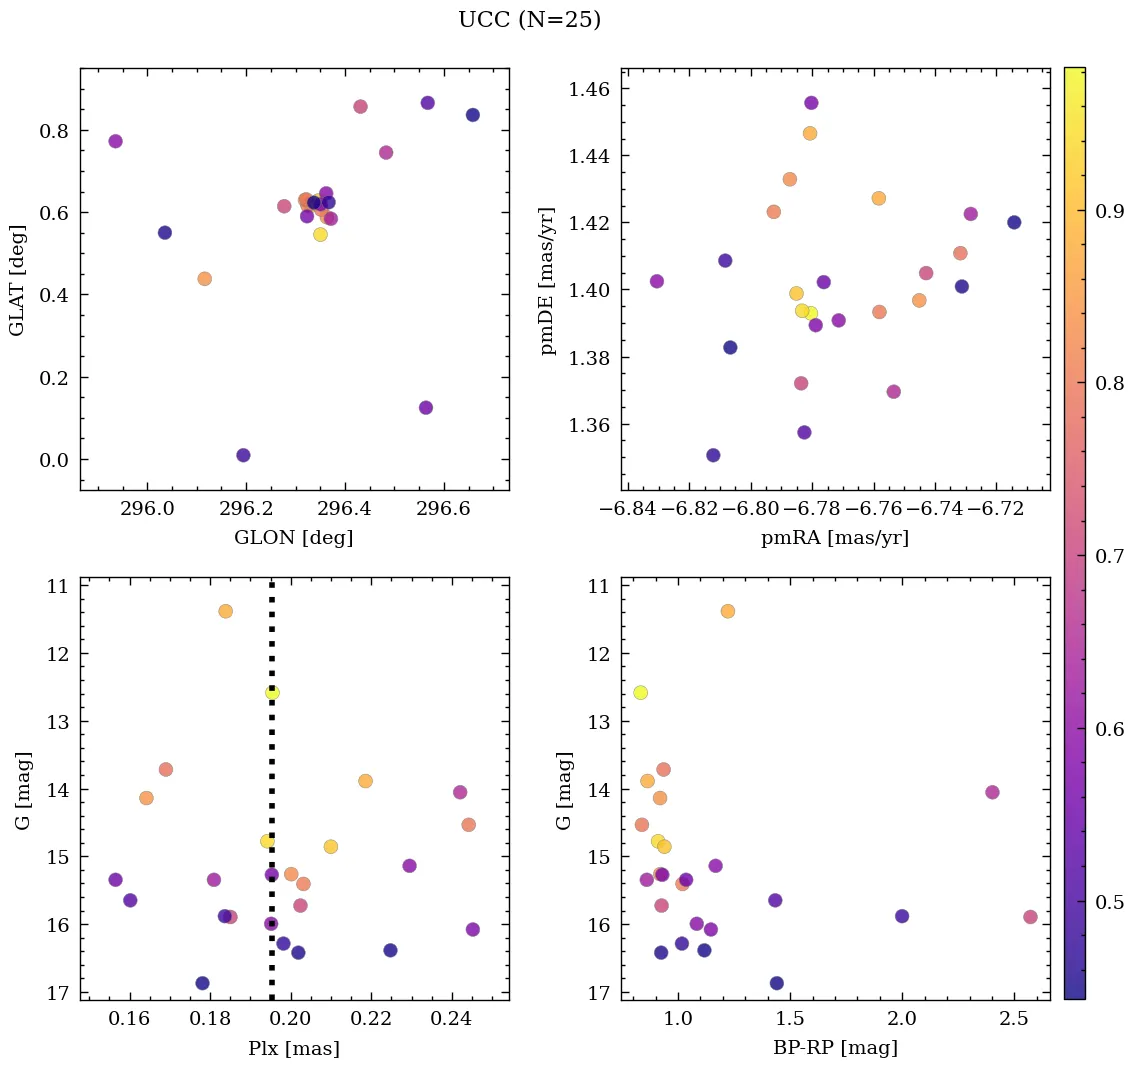 UCC (N=25)
0.8
0.6
0.4
0.2
0.0
GLAT [deg]
296.0 296.2 296.4 296.6
GLON [deg]
1.46
1.44
1.42
1.40
1.38
1.36
pmDE [mas/yr]
−6.84 −6.82 −6.80 −6.78 −6.76 −6.74 −6.72
pmRA [mas/yr]
11
12
13
14
15
16
17
G [mag]
0.16 0.18 0.20 0.22 0.24
Plx [mas]
11
12
13
14
15
16
17
G [mag]
1.0 1.5 2.0 2.5
BP-RP [mag]
0.9
0.8
0.7
0.6
0.5